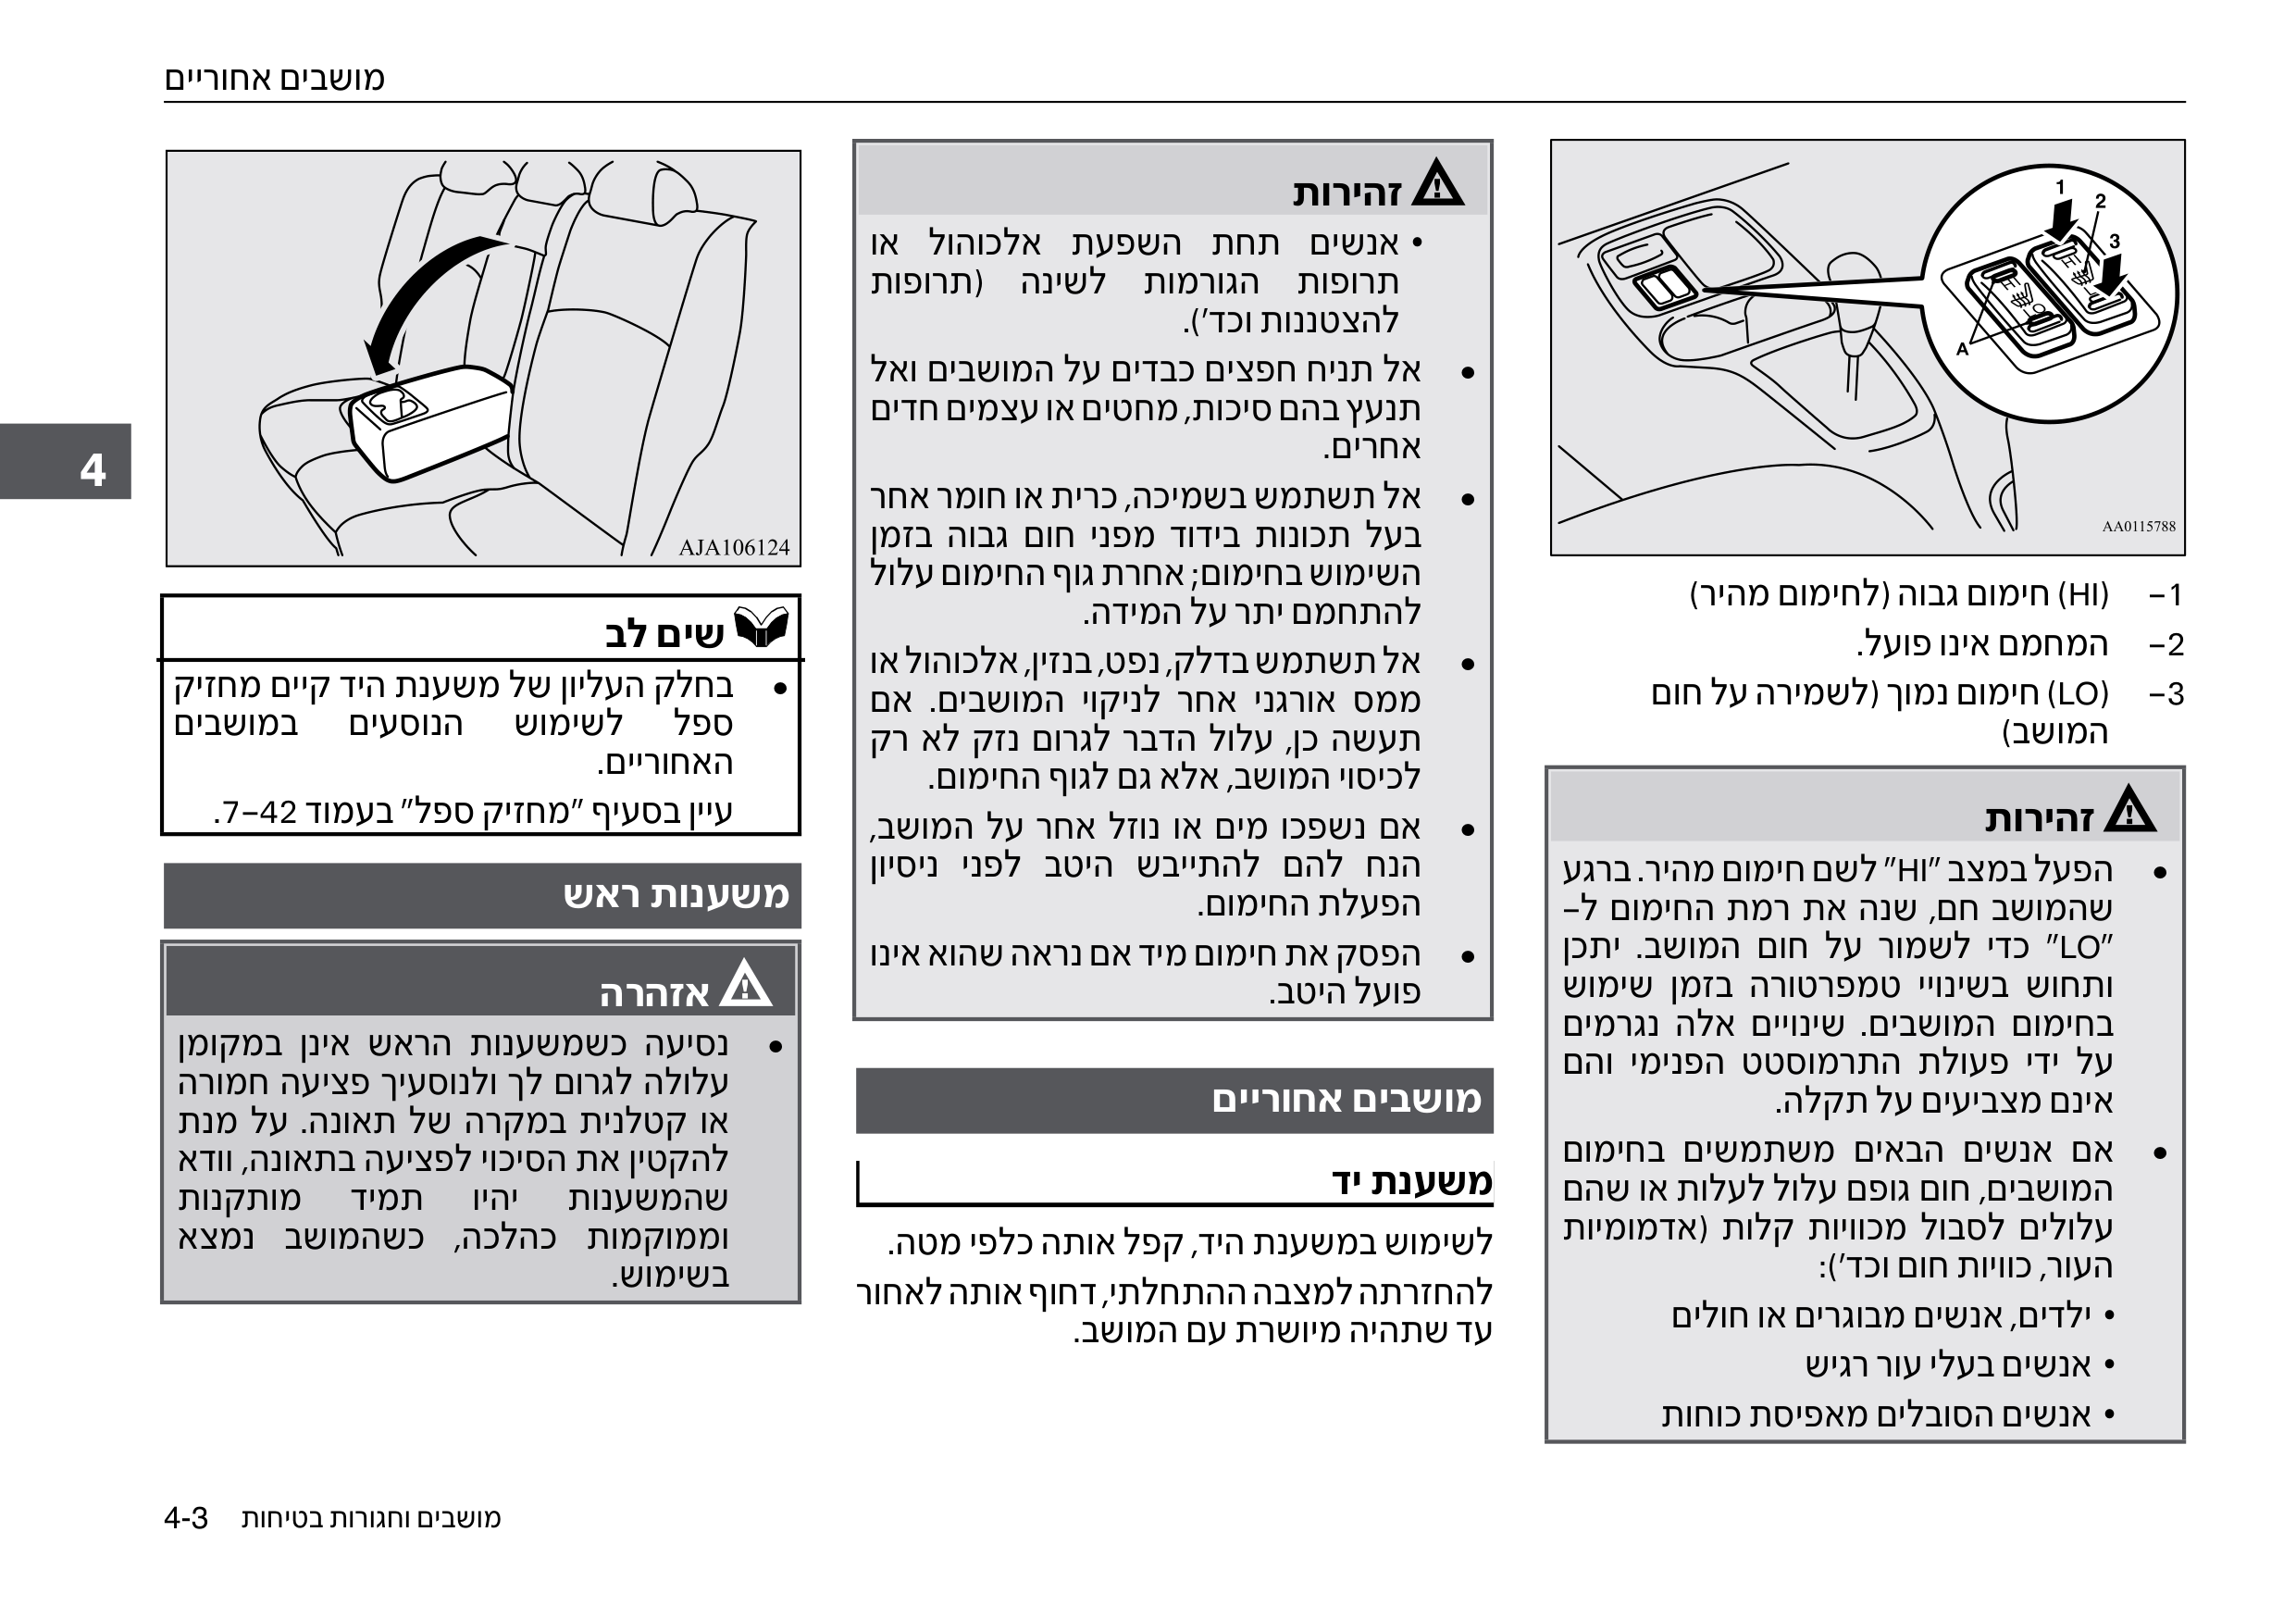 מושבים אחוריים
1
2
3
A
AA0115788
1– (HI) חימום גבוה (לחימום מהיר)
2– המחמם אינו פועל.
3– (LO) חימום נמוך (לשמירה על חום
המושב)
זהירות
• הפעל במצב "HI" לשם חימום מהיר. ברגע
שהמושב חם, שנה את רמת החימום ל–
"LO" כדי לשמור על חום המושב. יתכן
ותחוש בשינויי טמפרטורה בזמן שימוש
בחימום המושבים. שינויים אלה נגרמים
על ידי פעולת התרמוסטט הפנימי והם
אינם מצביעים על תקלה.
• אם אנשים הבאים משתמשים בחימום
המושבים, חום גופם עלול לעלות או שהם
עלולים לסבול מכוויות קלות (אדמומיות
העור, כוויות חום וכד'):
• ילדים, אנשים מבוגרים או חולים
• אנשים בעלי עור רגיש
• אנשים הסובלים מאפיסת כוחות
זהירות
• אנשים תחת השפעת אלכוהול או
תרופות הגורמות לשינה (תרופות
להצטננות וכד').
• אל תניח חפצים כבדים על המושבים ואל
תנעץ בהם סיכות, מחטים או עצמים חדים
אחרים.
• אל תשתמש בשמיכה, כרית או חומר אחר
בעל תכונות בידוד מפני חום גבוה בזמן
השימוש בחימום; אחרת גוף החימום עלול
להתחמם יתר על המידה.
• אל תשתמש בדלק, נפט, בנזין, אלכוהול או
ממס אורגני אחר לניקוי המושבים. אם
תעשה כן, עלול הדבר לגרום נזק לא רק
לכיסוי המושב, אלא גם לגוף החימום.
• אם נשפכו מים או נוזל אחר על המושב,
הנח להם להתייבש היטב לפני ניסיון
הפעלת החימום.
• הפסק את חימום מיד אם נראה שהוא אינו
פועל היטב.
מושבים אחוריים
משענת יד
לשימוש במשענת היד, קפל אותה כלפי מטה.
להחזרתה למצבה ההתחלתי, דחוף אותה לאחור
עד שתהיה מיושרת עם המושב.
AJA106124
שים לב
• בחלק העליון של משענת היד קיים מחזיק
ספל לשימוש הנוסעים במושבים
האחוריים.
עיין בסעיף "מחזיק ספל" בעמוד 7–42.
משענות ראש
אזהרה
• נסיעה כשמשענות הראש אינן במקומן
עלולה לגרום לך ולנוסעיך פציעה חמורה
או קטלנית במקרה של תאונה. על מנת
להקטין את הסיכוי לפציעה בתאונה, וודא
שהמשענות יהיו תמיד מותקנות
וממוקמות כהלכה, כשהמושב נמצא
בשימוש.
4
מושבים וחגורות בטיחות 4-3